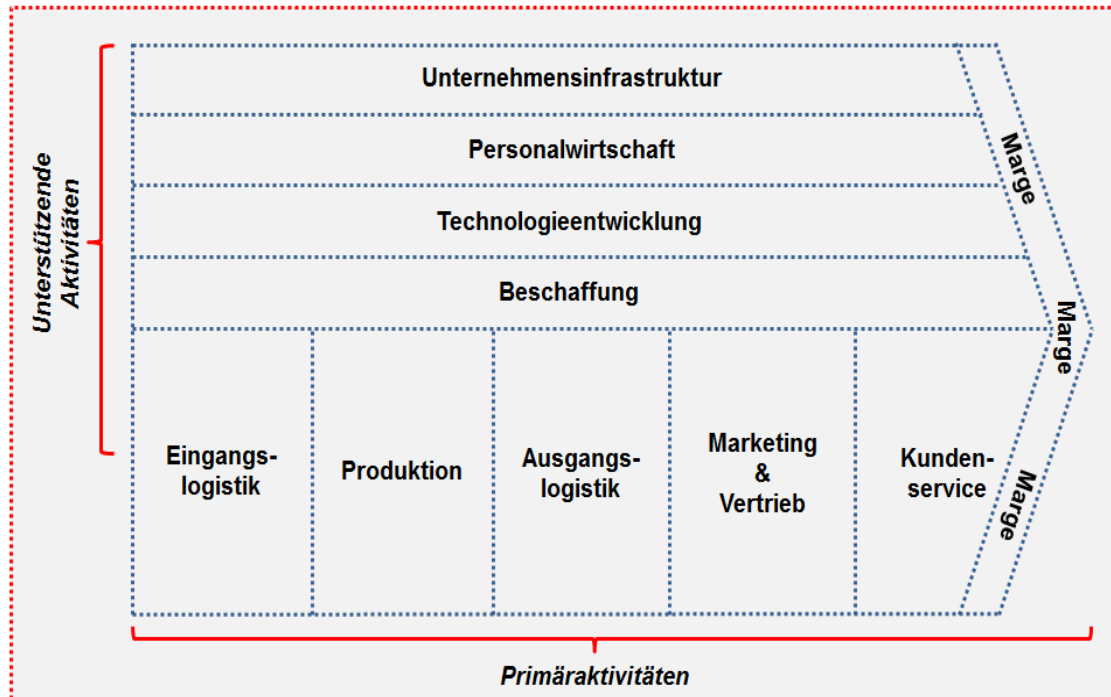 Unternehmensinfrastruktur
Personalwirtschaft
Technologieentwicklung
Beschaffung
Unterstützende
Aktivitäten
Eingangs-
logistik
Produktion
Ausgangs-
logistik
Marketing
&
Vertrieb
Kunden-
service
Marge
Marge
Marge
Primäraktivitäten